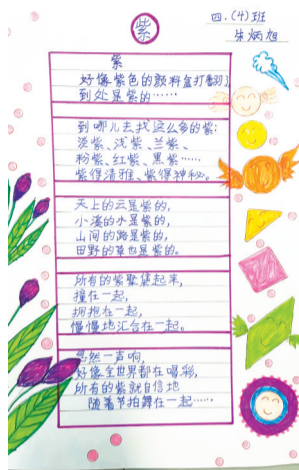 紫
四.(4)班
朱炳旭
紫
好像紫色的颜料盒打翻了
到处是紫的……
到哪儿去找这么多的紫:
淡紫、浅紫、兰紫、
粉紫、红紫、黑紫……
紫得清雅、紫得神秘。
天上的云是紫的,
小溪的水是紫的,
山间的路是紫的,
田野的草也是紫的。
所有的紫聚集起来,
撞在一起,
拥抱在一起,
慢慢地汇合在一起。
忽然一声响,
好像全世界都在喝彩,
所有的紫就自信地
随着节拍舞在一起……